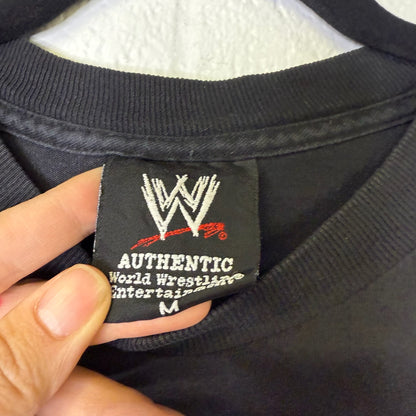 W
©
AUTHENTIC
World Wrestling®
Entertainment
M